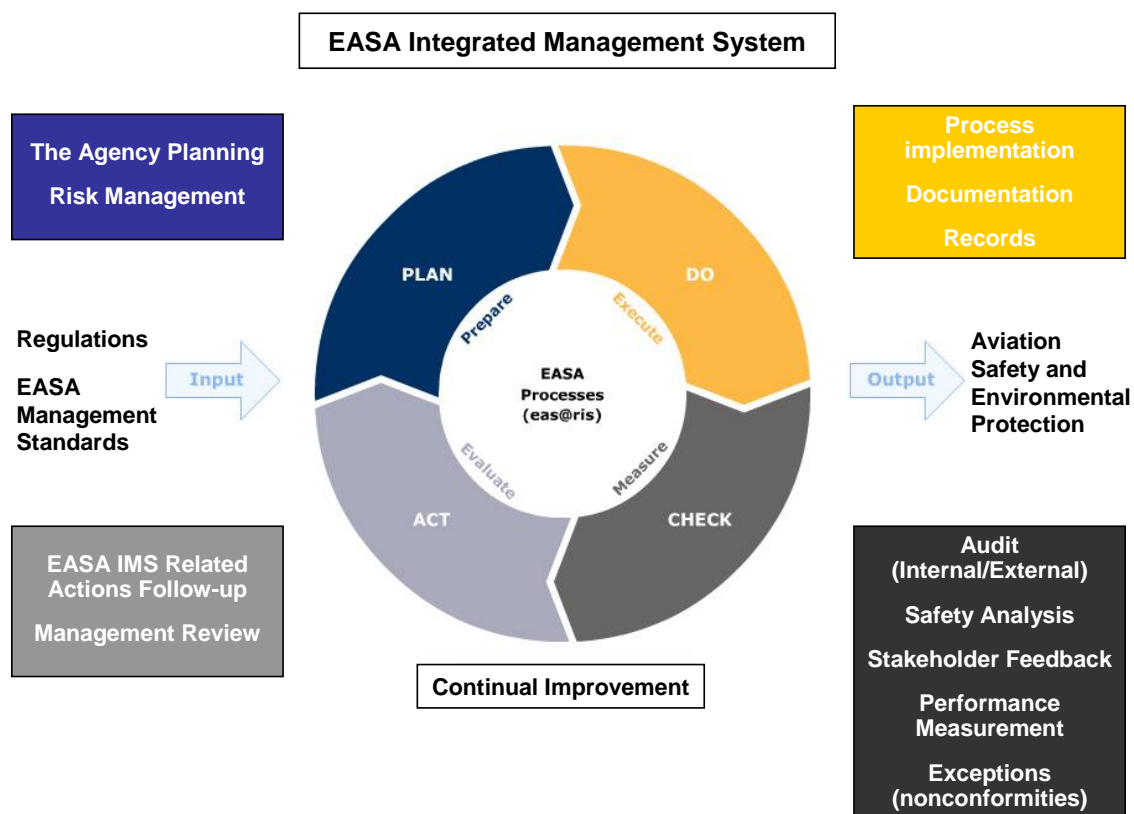 EASA Integrated Management System
The Agency Planning
Risk Management
Process
implementation
Documentation
Records
PLAN
DO
Prepare
Execute
Regulations
EASA
Management
Standards
Input
EASA
Processes
(eas@ris)
Output
Aviation
Safety and
Environmental
Protection
Evaluate
Measure
ACT
CHECK
EASA IMS Related
Actions Follow-up
Management Review
Audit
(Internal/External)
Safety Analysis
Stakeholder Feedback
Performance
Measurement
Exceptions
(nonconformities)
Continual Improvement